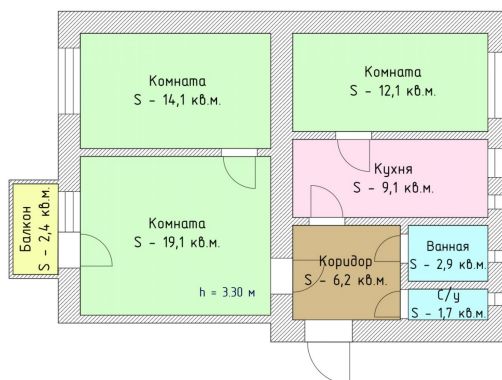 Комната
S - 14,1 кв.м.
Комната
S - 12,1 кв.м.
Кухня
S - 9,1 кв.м.
Балкон
S - 2,4 кв.м.
Комната
S - 19,1 кв.м.
h = 3.30 м
Коридор
S - 6,2 кв.м.
Ванная
S - 2,9 кв.м.
С/у
S - 1,7 кв.м.